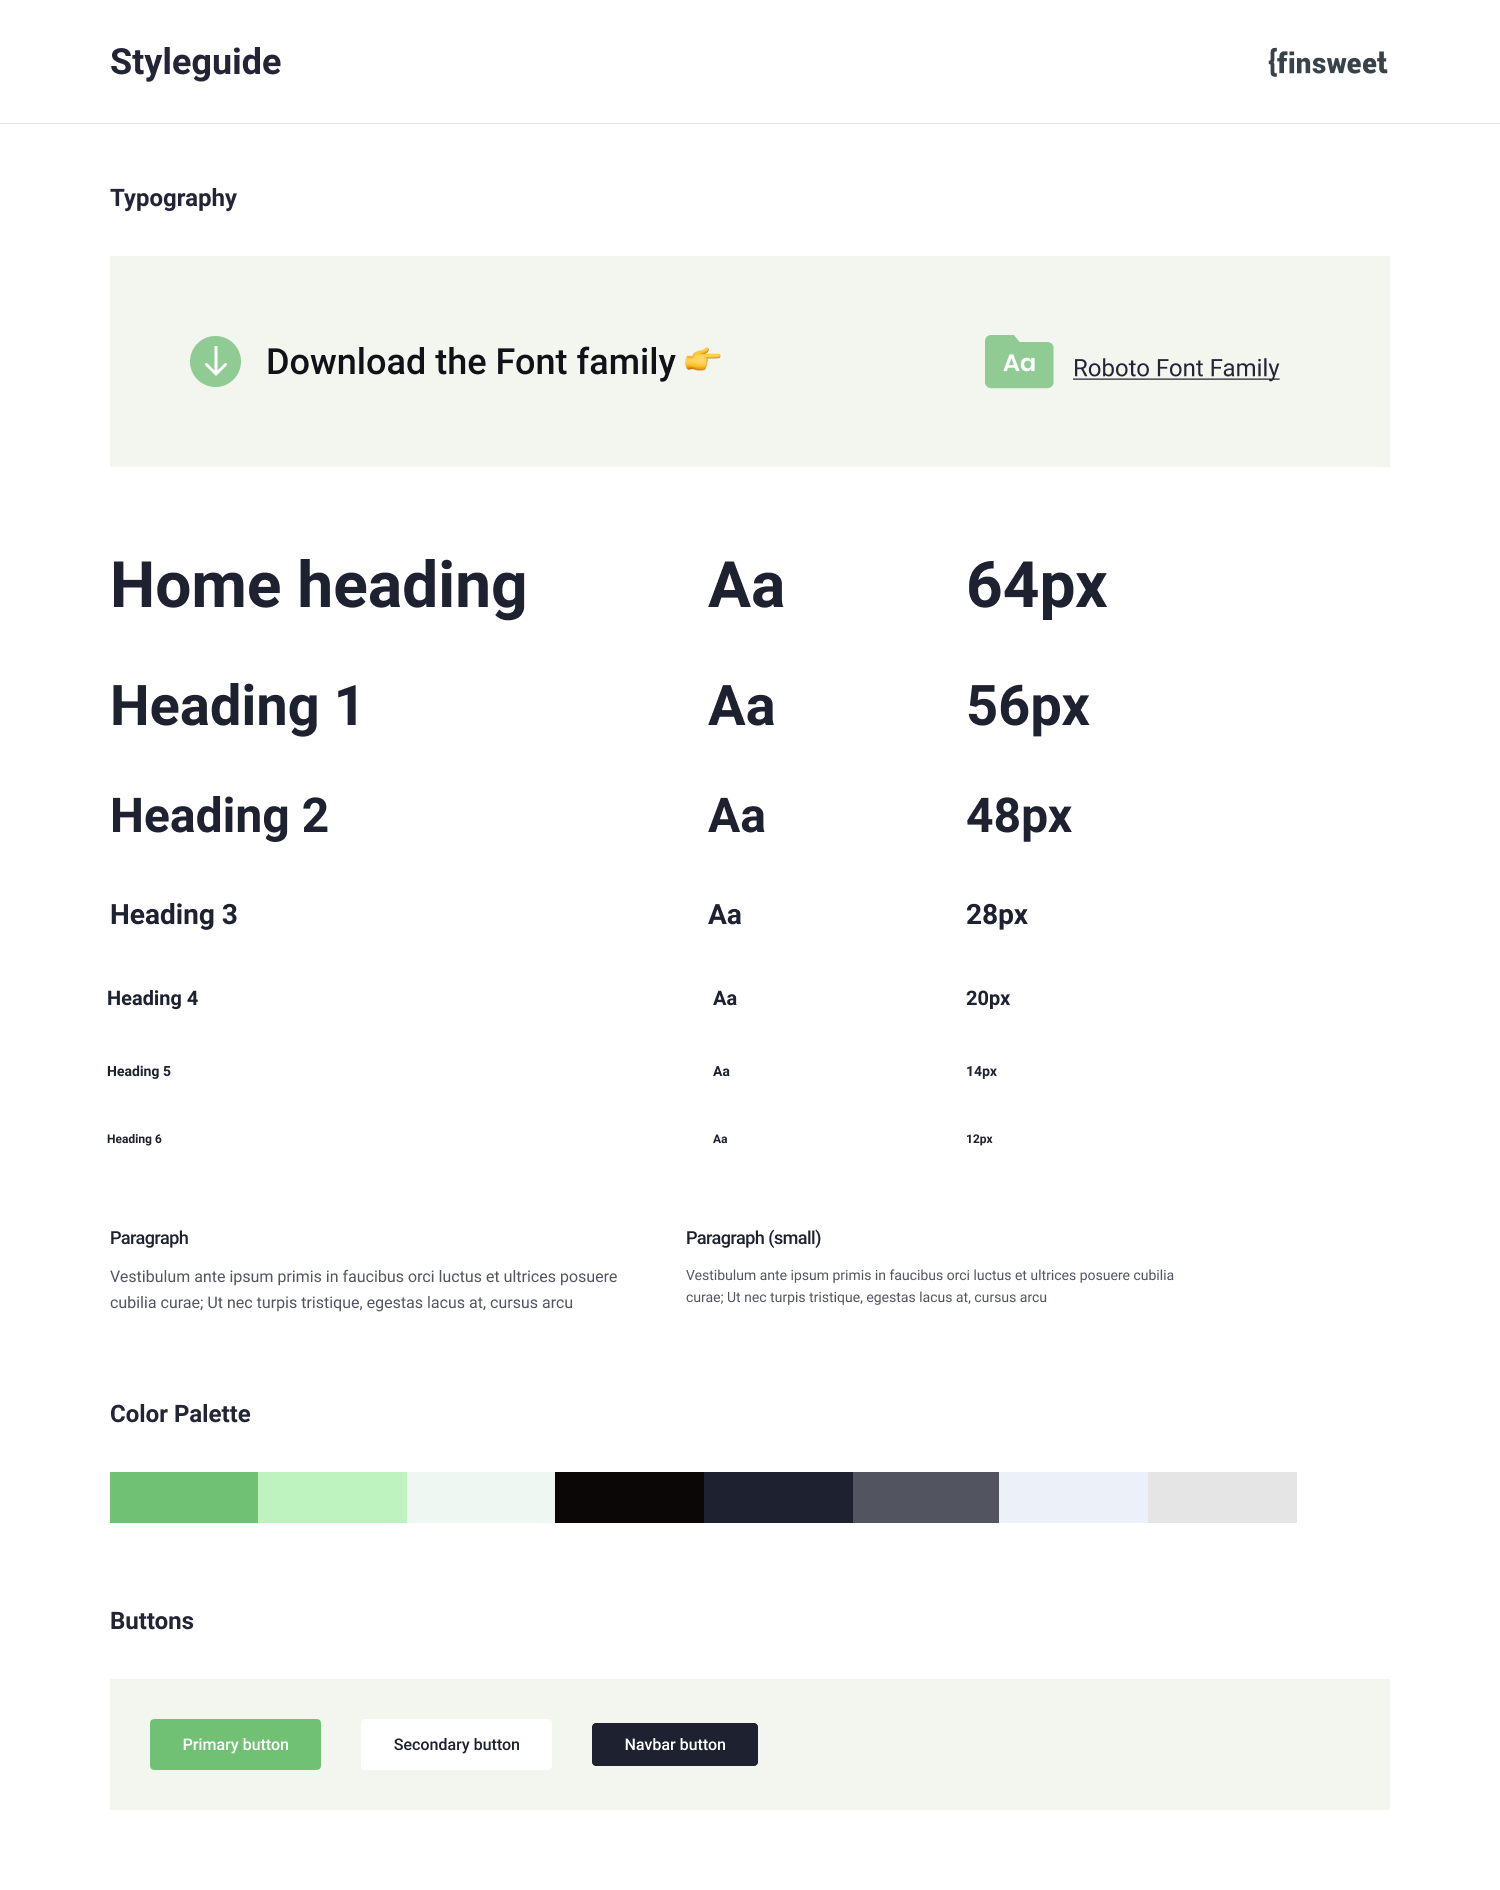 Styleguide
{finsweet
Typography
Download the Font family 👉
Aa
Roboto Font Family
Home heading Aa 64px
Heading 1 Aa 56px
Heading 2 Aa 48px
Heading 3 Aa 28px
Heading 4 Aa 20px
Heading 5 Aa 14px
Heading 6 Aa 12px
Paragraph
Vestibulum ante ipsum primis in faucibus orci luctus et ultrices posuere
cubilia curae; Ut nec turpis tristique, egestas lacus at, cursus arcu
Paragraph (small)
Vestibulum ante ipsum primis in faucibus orci luctus et ultrices posuere cubilia
curae; Ut nec turpis tristique, egestas lacus at, cursus arcu
Color Palette
Buttons
Primary button
Secondary button
Navbar button